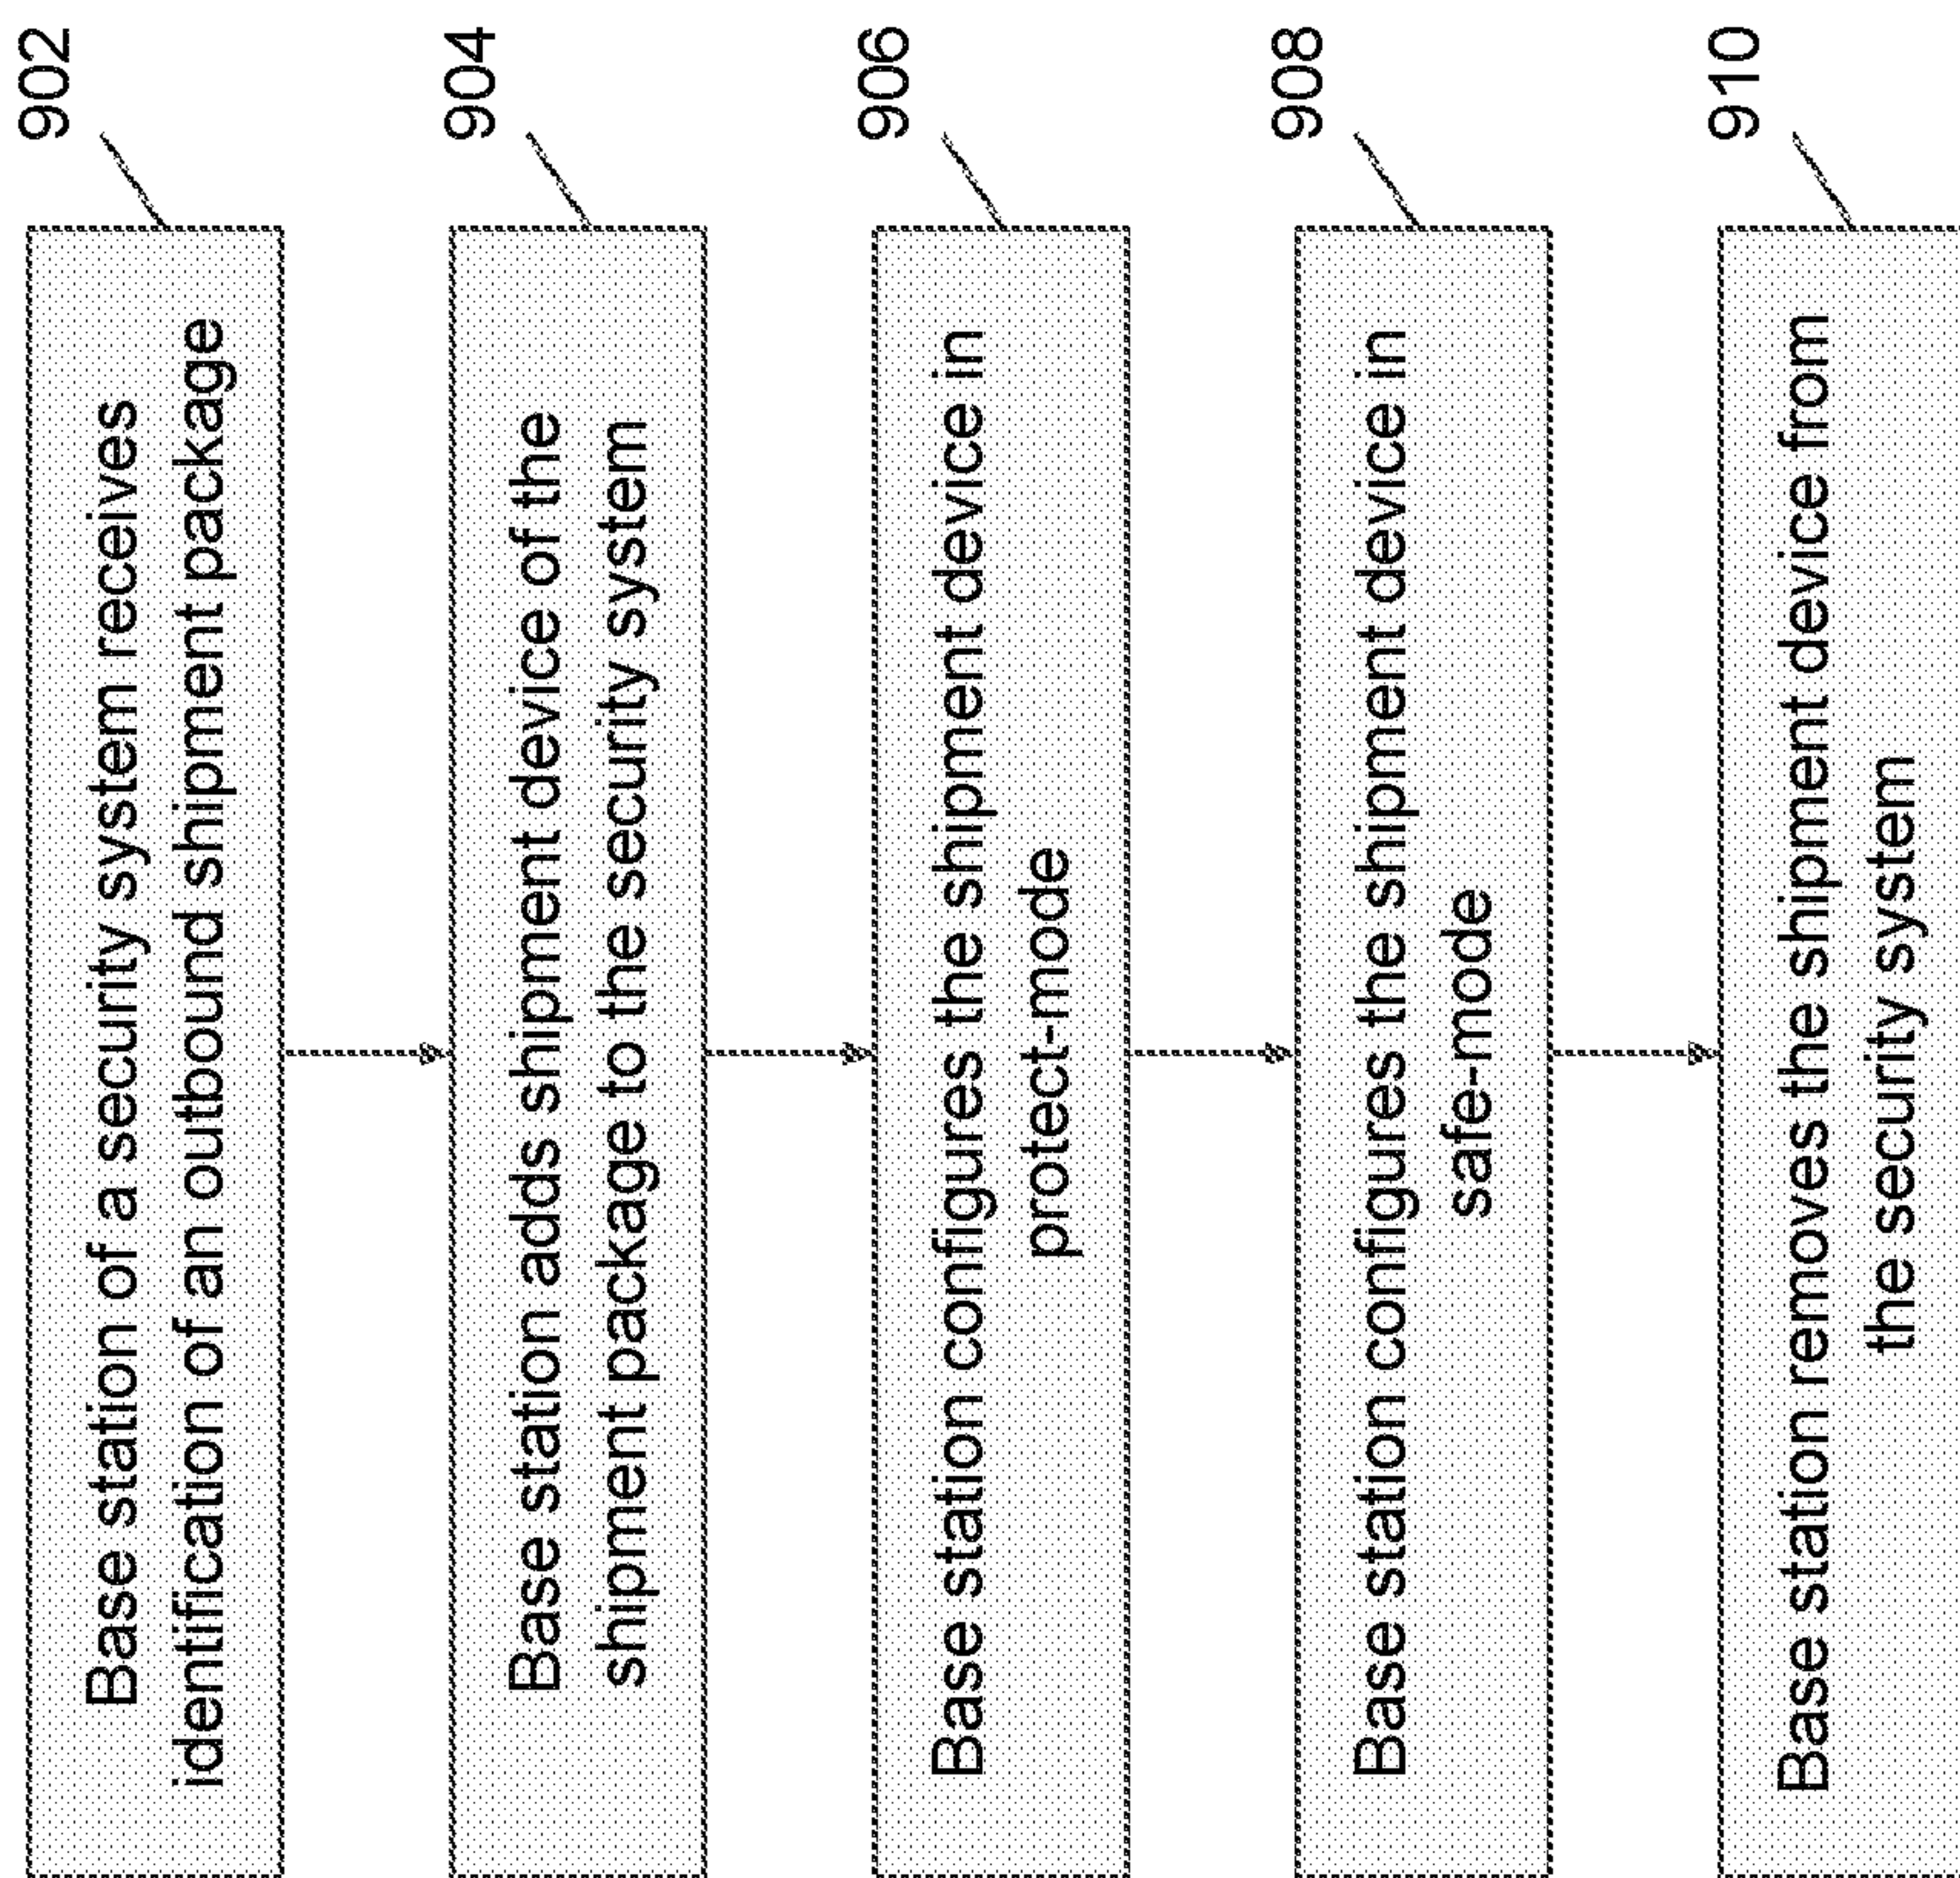 902
Base station of a security system receives
identification of an outbound shipment package
904
Base station adds shipment device of the
shipment package to the security system
906
Base station configures the shipment device in
protect-mode
908
Base station configures the shipment device in
safe-mode
910
Base station removes the shipment device from
the security system